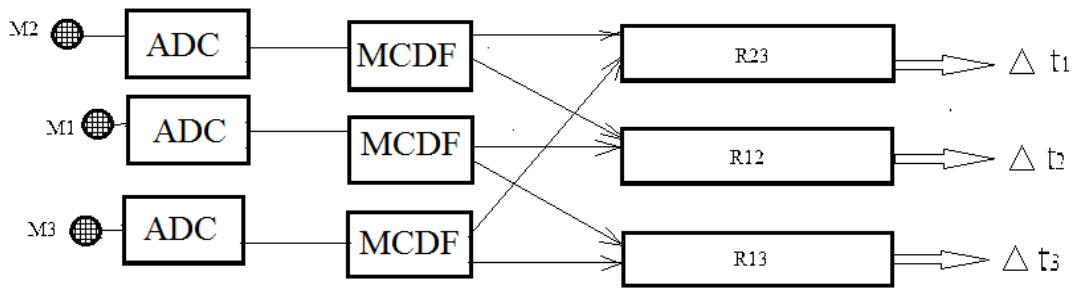 M2 ADC MCDF R23 △ t1
M1 ADC MCDF R12 △ t2
M3 ADC MCDF R13 △ t3